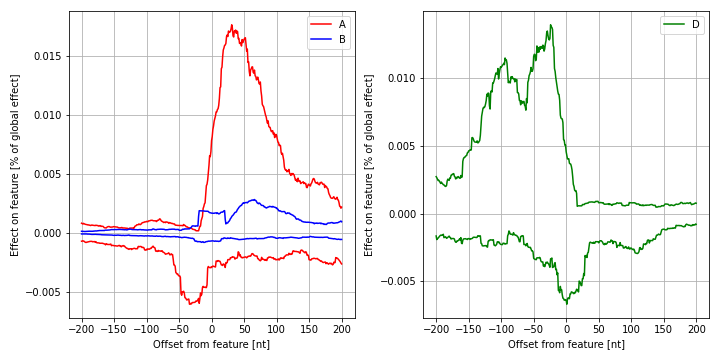 A
B
0.015
0.010
0.005
0.000
−0.005
Effect on feature [% of global effect]
−200 −150 −100 −50 0 50 100 150 200
Offset from feature [nt]
D
0.010
0.005
0.000
−0.005
Effect on feature [% of global effect]
−200 −150 −100 −50 0 50 100 150 200
Offset from feature [nt]